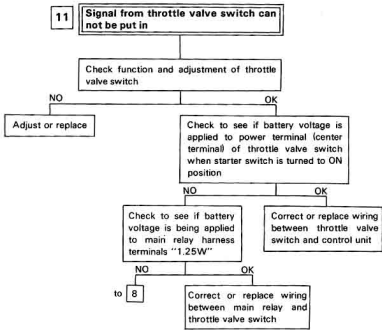 11
Signal from throttle valve switch can
not be put in
Check function and adjustment of throttle
valve switch
NO
OK
Adjust or replace
Check to see if battery voltage is
applied to power terminal (center
terminal) of throttle valve switch
when starter switch is turned to ON
position
NO
OK
Check to see if battery
voltage is being applied
to main relay harness
terminals "1.25W"
Correct or replace wiring
between throttle valve
switch and control unit
NO
OK
to 8
Correct or replace wiring
between main relay and
throttle valve switch